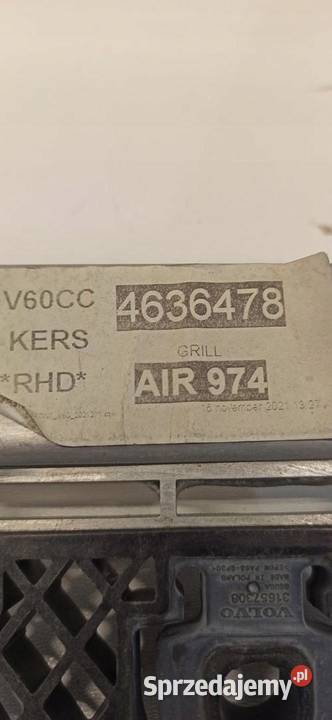 V60CC
4636478
KERS
GRILL
*RHD*
AIR 974
16 november 2021 13:27
VOLVO
31657308
MADE IN POLAND
Sprzedajemy.pl